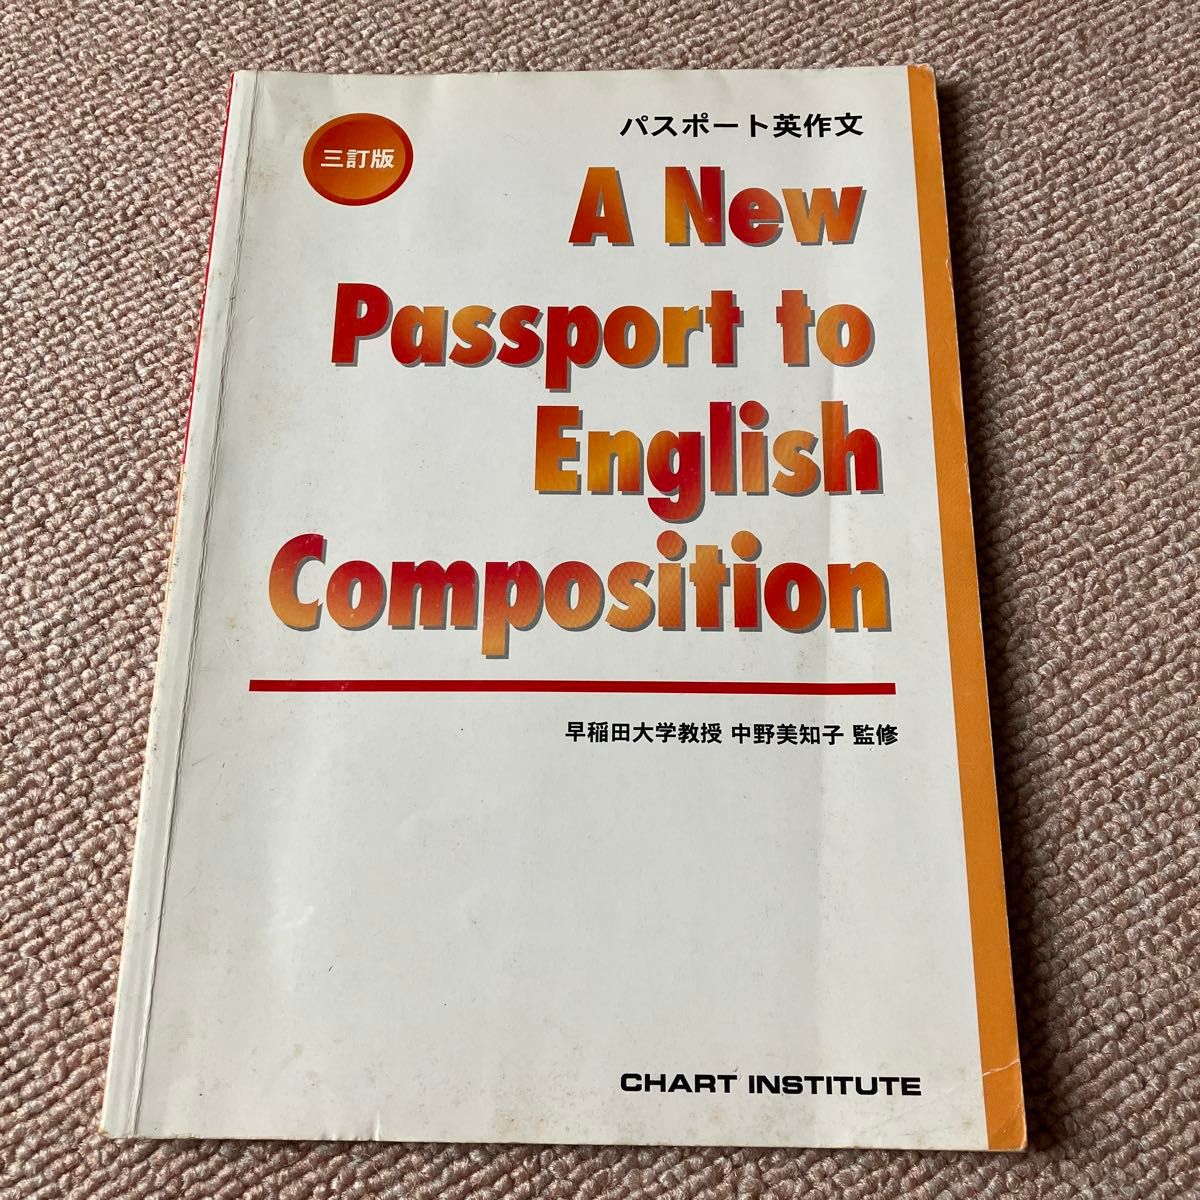 三訂版
パスポート英作文
A New
Passport to
English
Composition
早稲田大学教授 中野美知子 監修
CHART INSTITUTE